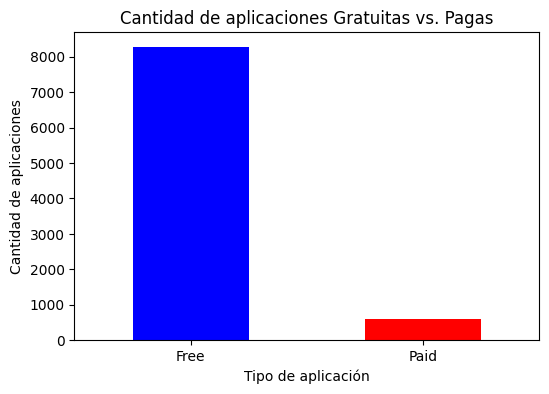 Cantidad de aplicaciones Gratuitas vs. Pagas
Cantidad de aplicaciones
8000
7000
6000
5000
4000
3000
2000
1000
0
Free
Paid
Tipo de aplicación